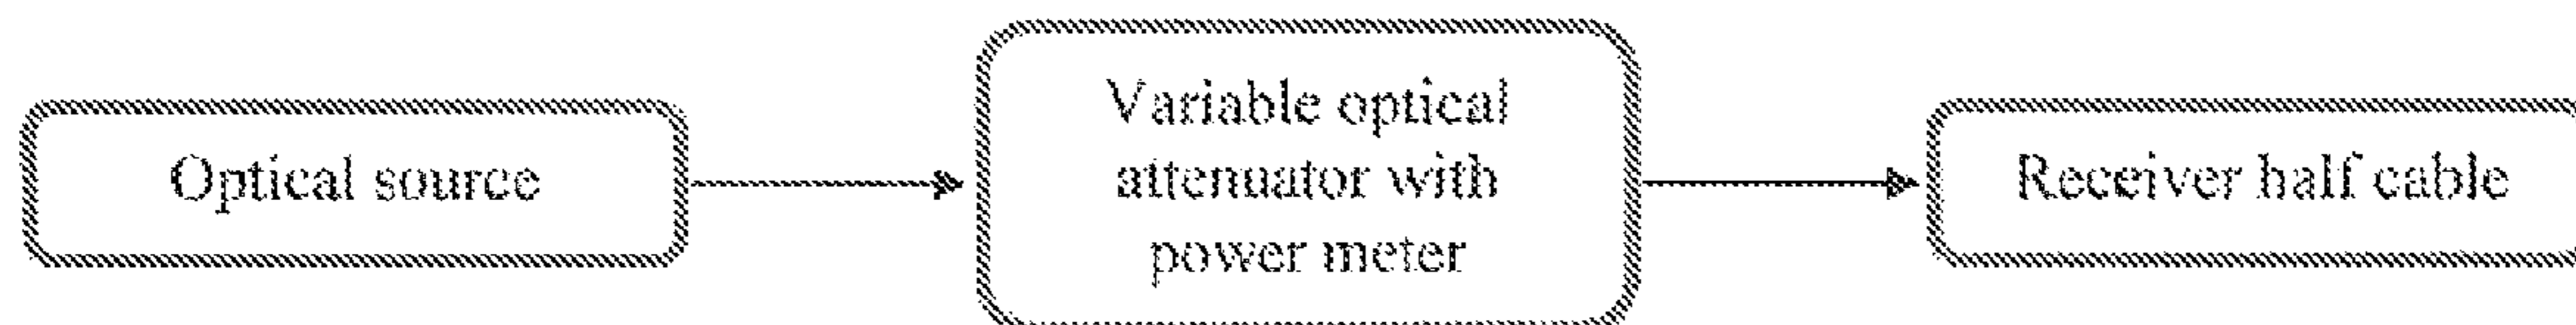 Optical source
Variable optical
attenuator with
power meter
Receiver half cable